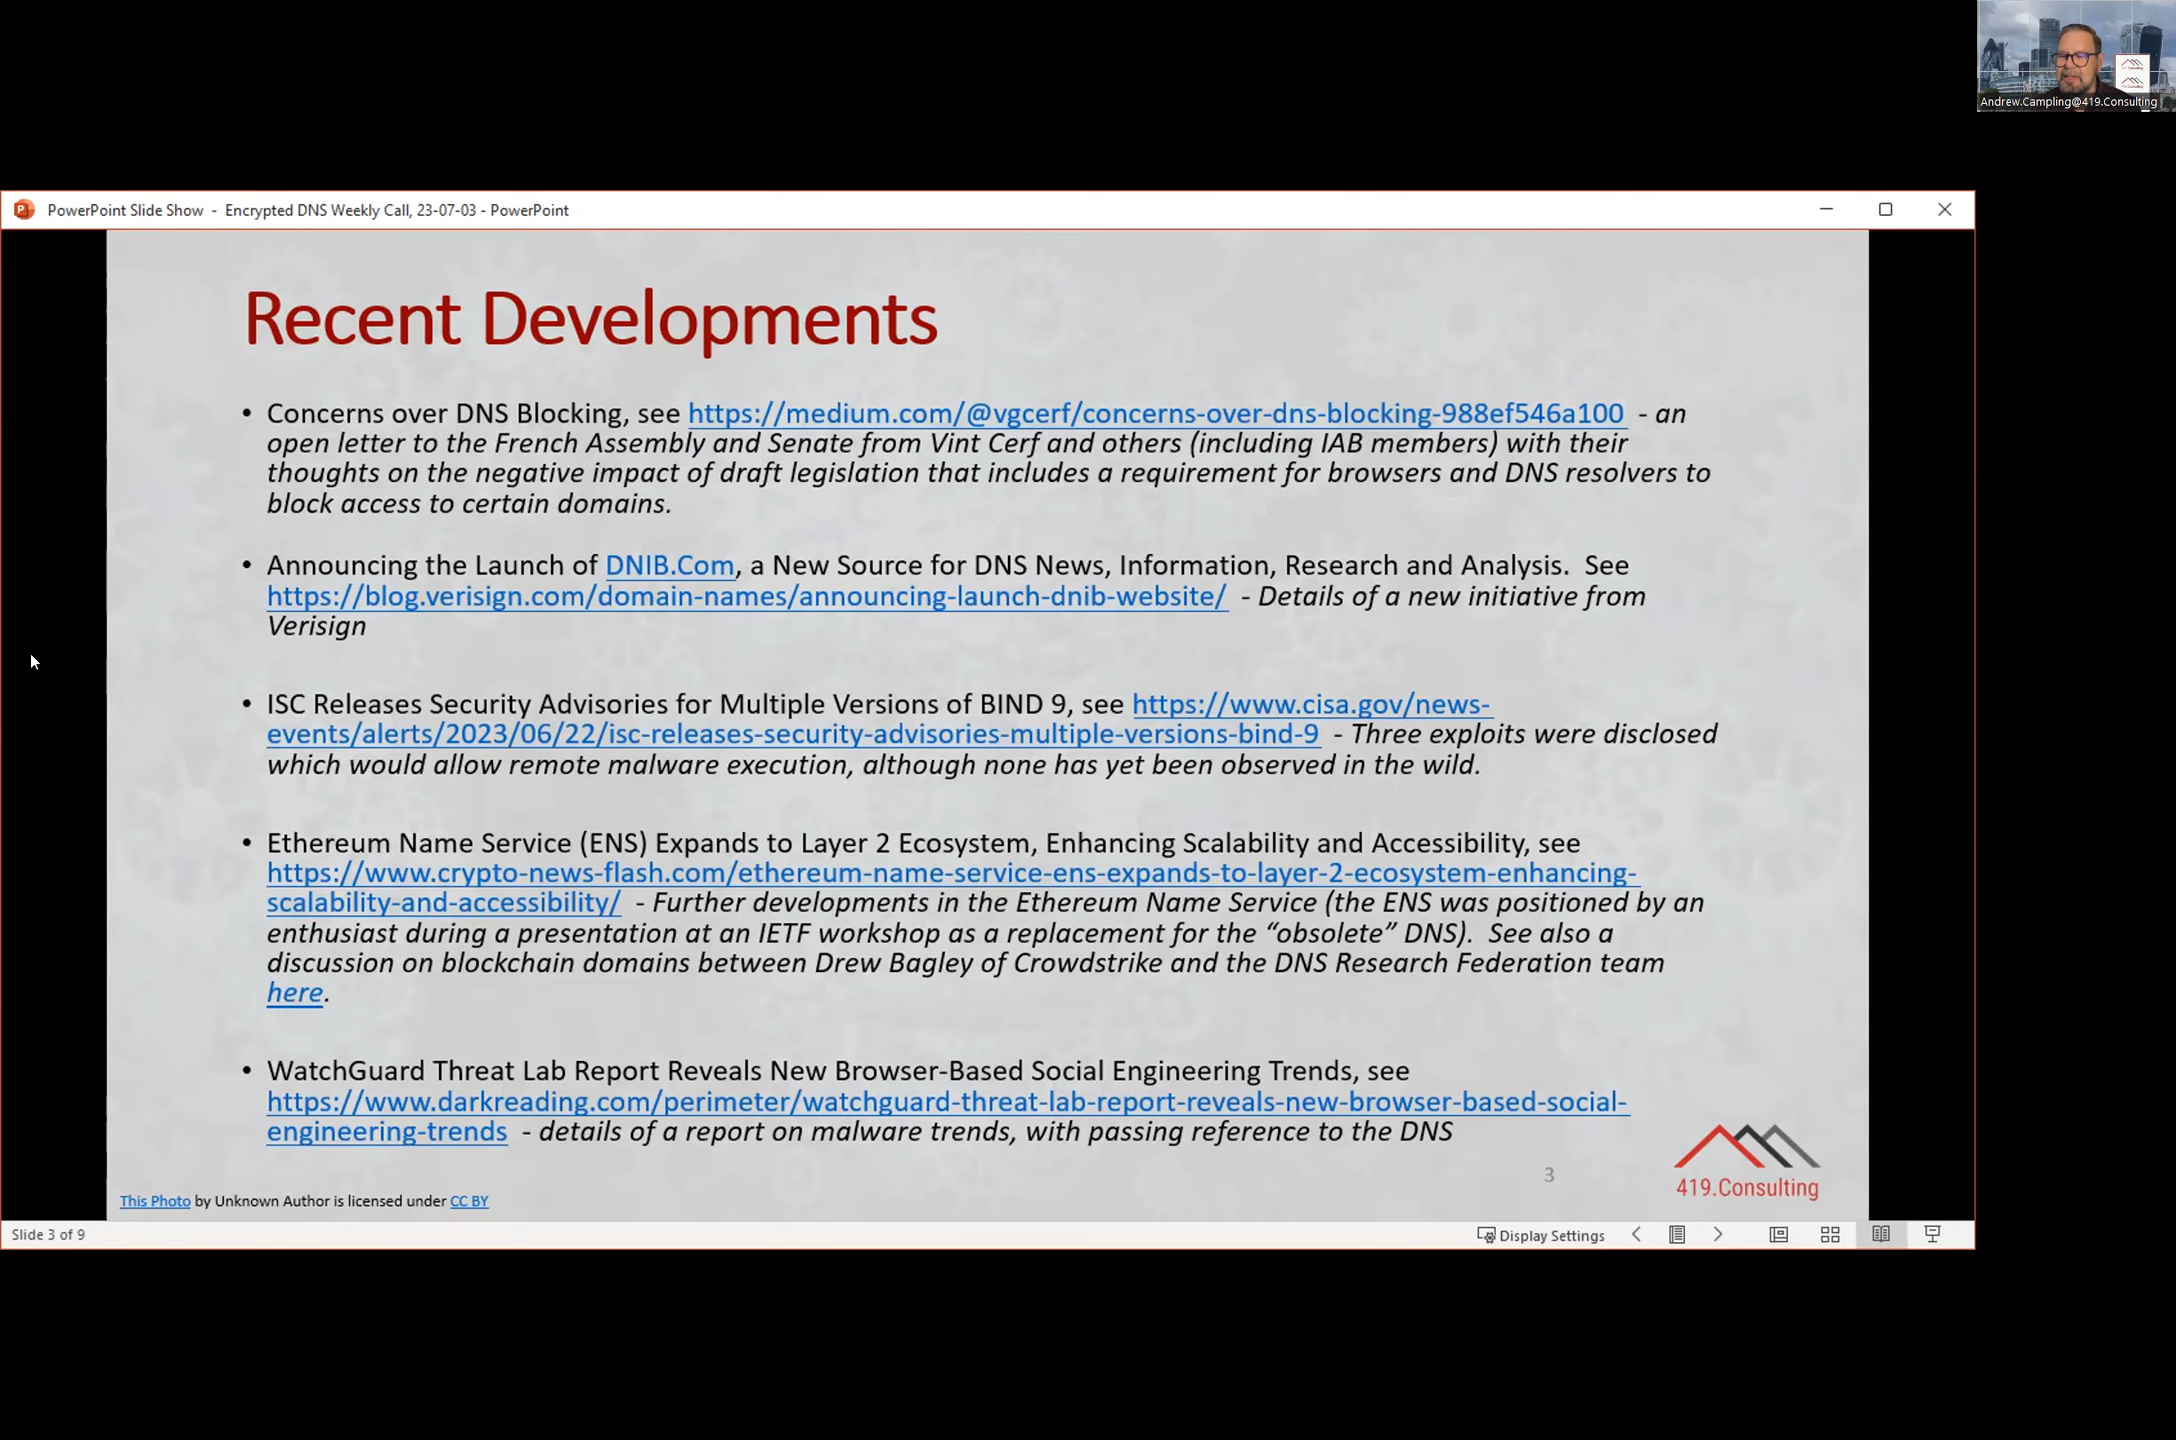 Andrew.Campling@419.Consulting
PowerPoint Slide Show - Encrypted DNS Weekly Call, 23-07-03 - PowerPoint
Recent Developments
• Concerns over DNS Blocking, see https://medium.com/@vgcerf/concerns-over-dns-blocking-988ef546a100 - an
open letter to the French Assembly and Senate from Vint Cerf and others (including IAB members) with their
thoughts on the negative impact of draft legislation that includes a requirement for browsers and DNS resolvers to
block access to certain domains.
• Announcing the Launch of DNIB.Com, a New Source for DNS News, Information, Research and Analysis. See
https://blog.verisign.com/domain-names/announcing-launch-dnib-website/ - Details of a new initiative from
Verisign
• ISC Releases Security Advisories for Multiple Versions of BIND 9, see https://www.cisa.gov/news-
events/alerts/2023/06/22/isc-releases-security-advisories-multiple-versions-bind-9 - Three exploits were disclosed
which would allow remote malware execution, although none has yet been observed in the wild.
• Ethereum Name Service (ENS) Expands to Layer 2 Ecosystem, Enhancing Scalability and Accessibility, see
https://www.crypto-news-flash.com/ethereum-name-service-ens-expands-to-layer-2-ecosystem-enhancing-
scalability-and-accessibility/ - Further developments in the Ethereum Name Service (the ENS was positioned by an
enthusiast during a presentation at an IETF workshop as a replacement for the “obsolete” DNS). See also a
discussion on blockchain domains between Drew Bagley of Crowdstrike and the DNS Research Federation team
here.
• WatchGuard Threat Lab Report Reveals New Browser-Based Social Engineering Trends, see
https://www.darkreading.com/perimeter/watchguard-threat-lab-report-reveals-new-browser-based-social-
engineering-trends - details of a report on malware trends, with passing reference to the DNS
3
419.Consulting
This Photo by Unknown Author is licensed under CC BY
Slide 3 of 9
Display Settings